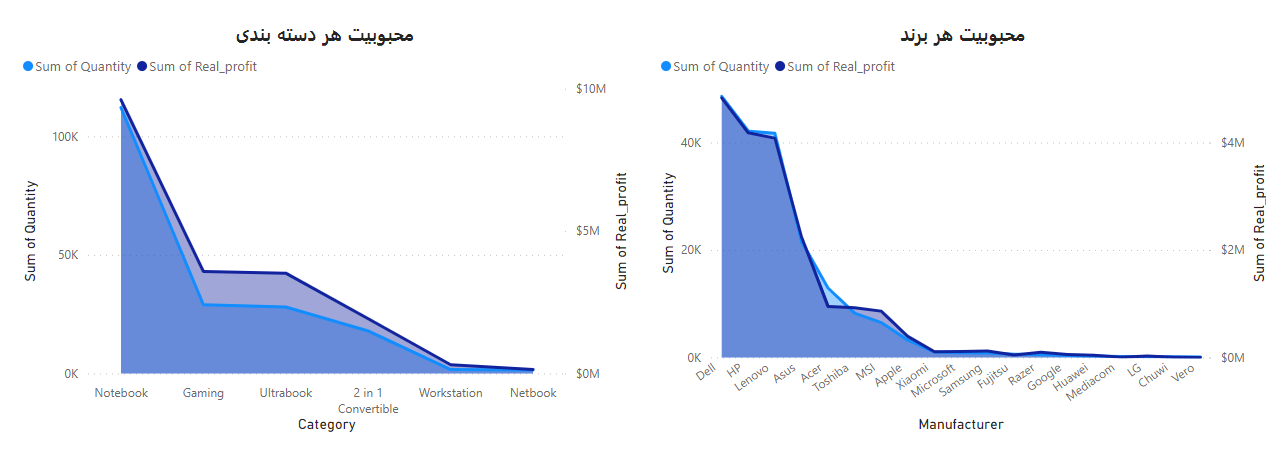 محبوبیت هر دسته بندی
Sum of Quantity Sum of Real_profit
$10M
100K
$5M
50K
0K
$0M
Sum of Quantity
Sum of Real_profit
Notebook Gaming Ultrabook 2 in 1 Workstation Netbook
Convertible
Category
محبوبیت هر برند
Sum of Quantity Sum of Real_profit
40K
$4M
20K
$2M
0K
$0M
Sum of Quantity
Sum of Real_profit
Dell
HP
Lenovo
Asus
Acer
Toshiba
MSI
Apple
Xiaomi
Microsoft
Samsung
Fujitsu
Razer
Google
Huawei
Mediacom
LG
Chuwi
Vero
Manufacturer